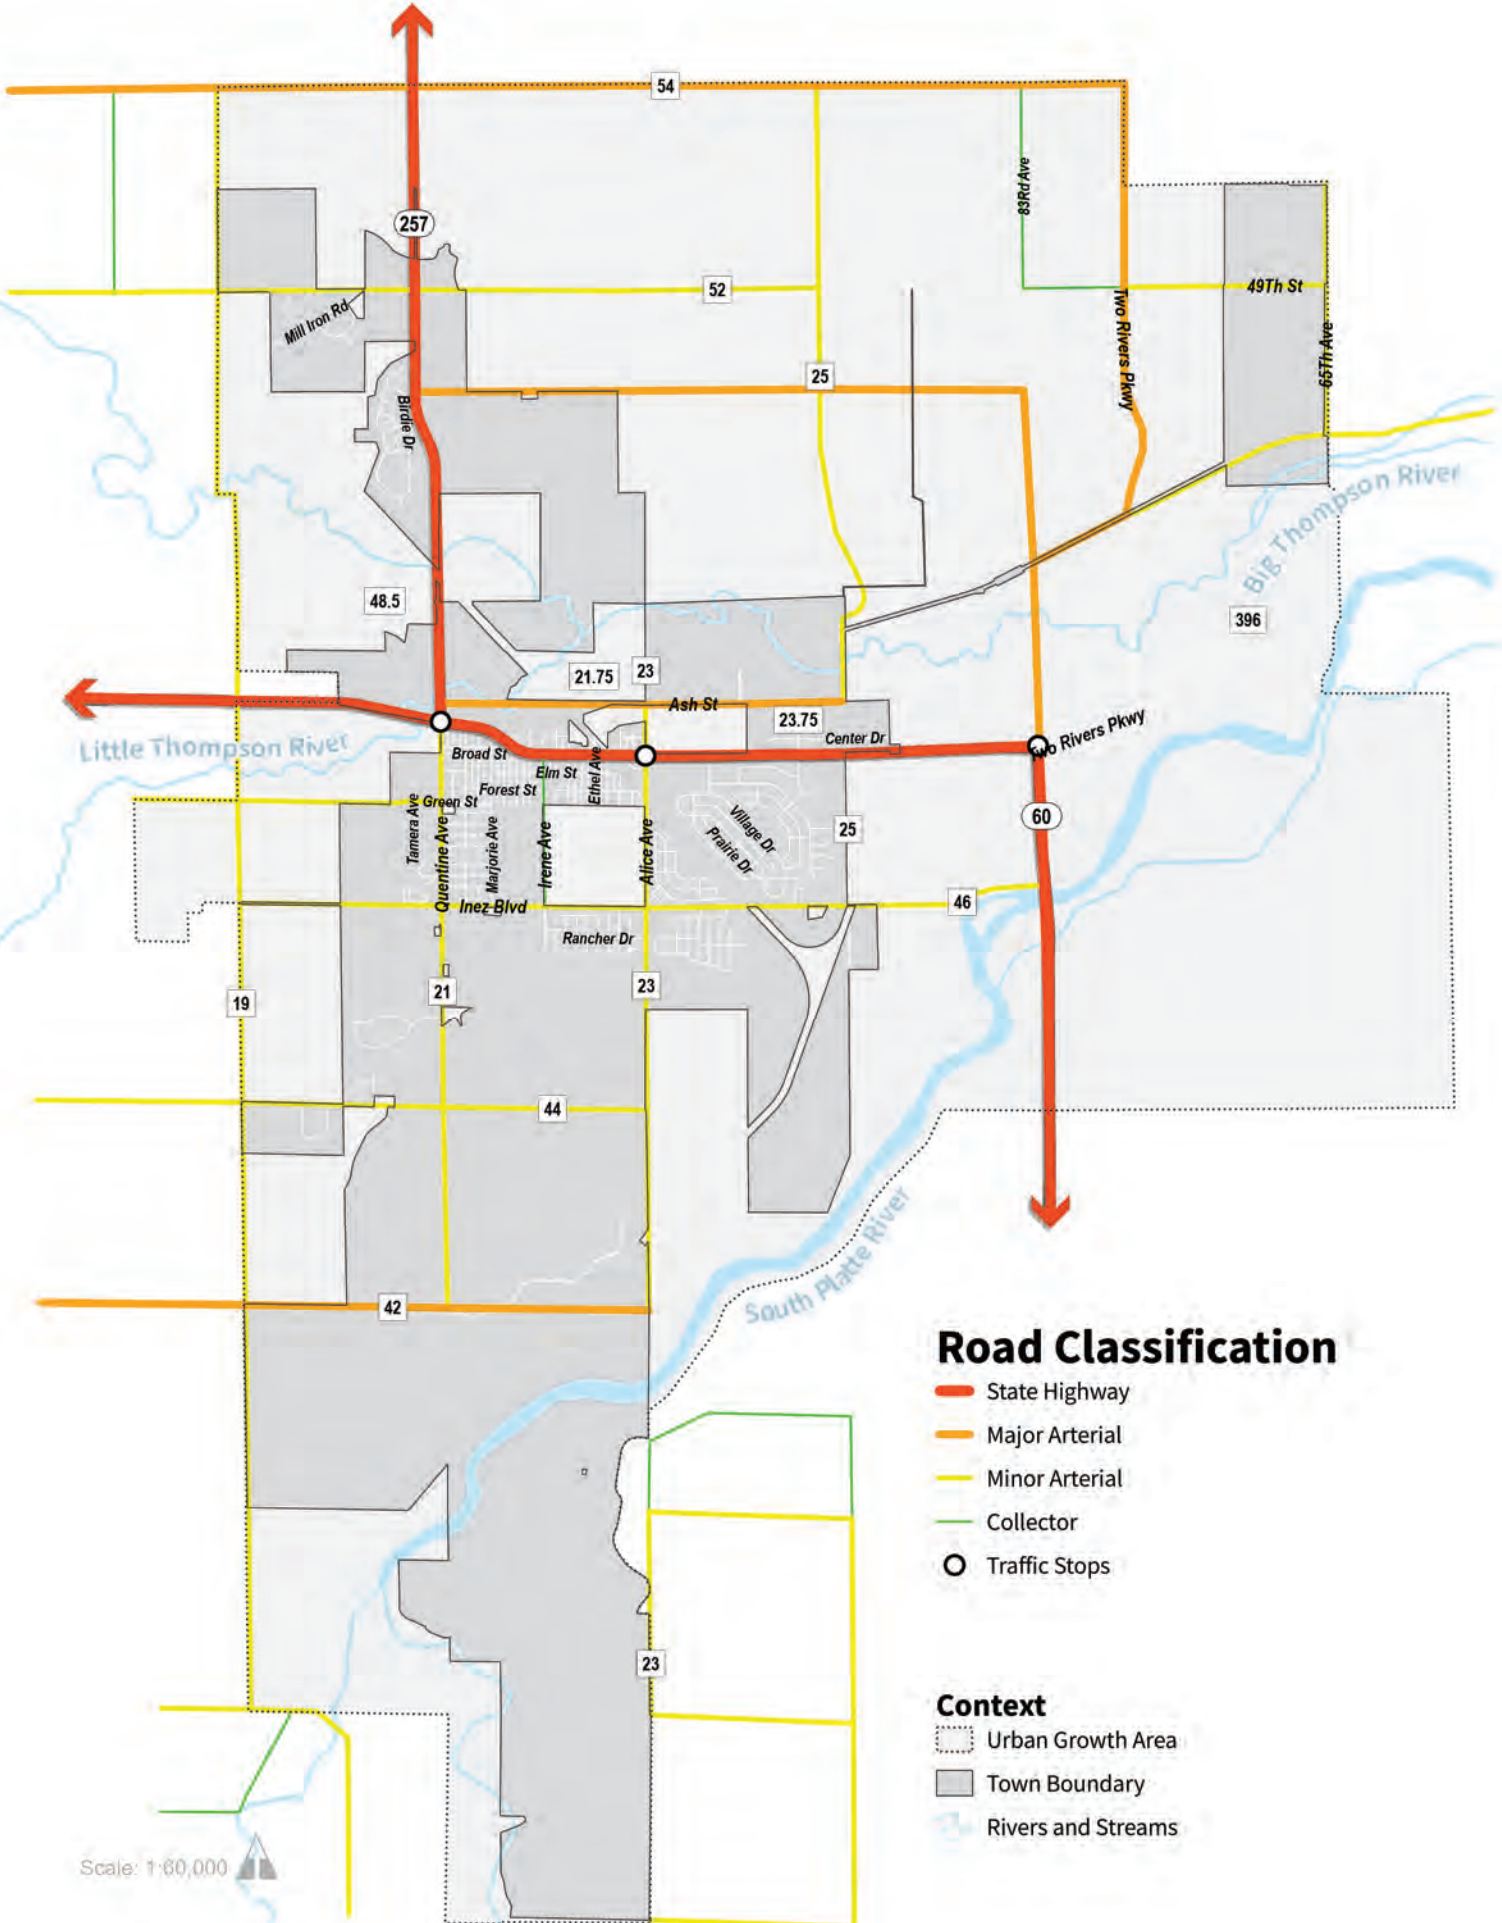 54
257
83Rd Ave
52
49Th St
Mill Iron Rd
Two Rivers Pkwy
65Th Ave
25
Birdie Dr
Big Thompson River
48.5
396
21.75
23
Ash St
23.75
Little Thompson River
Broad St
Center Dr
Two Rivers Pkwy
Elm St
Ethel Ave
Forest St
Green St
Tamera Ave
Quentine Ave
Marjorie Ave
Irene Ave
Alice Ave
Village Dr
Prairie Dr
25
60
Inez Blvd
46
Rancher Dr
19
21
23
44
South Platte River
42
Road Classification
State Highway
Major Arterial
Minor Arterial
Collector
Traffic Stops
23
Context
Urban Growth Area
Town Boundary
Rivers and Streams
Scale: 1:60,000